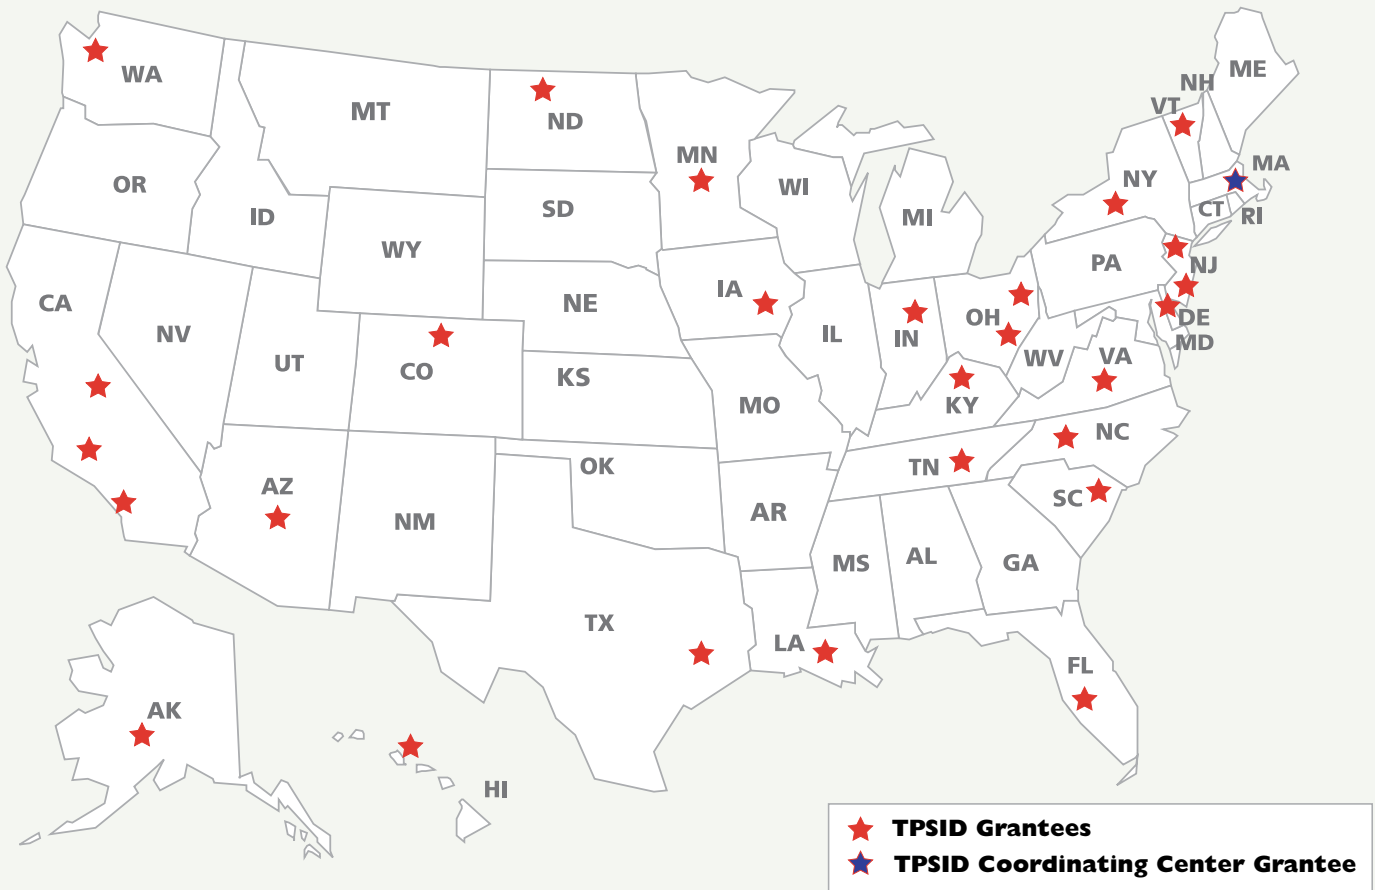 ME
NH
WA
VT
MT
ND
MN
MA
NY
OR
WI
CT
RI
SD
ID
MI
WY
PA
NJ
IA
CA
NE
OH
DE
NV
IL
IN
MD
UT
WV
VA
CO
KS
MO
KY
NC
OK
TN
AZ
SC
NM
AR
AL
MS
GA
TX
LA
FL
AK
HI
TPSID Grantees
TPSID Coordinating Center Grantee